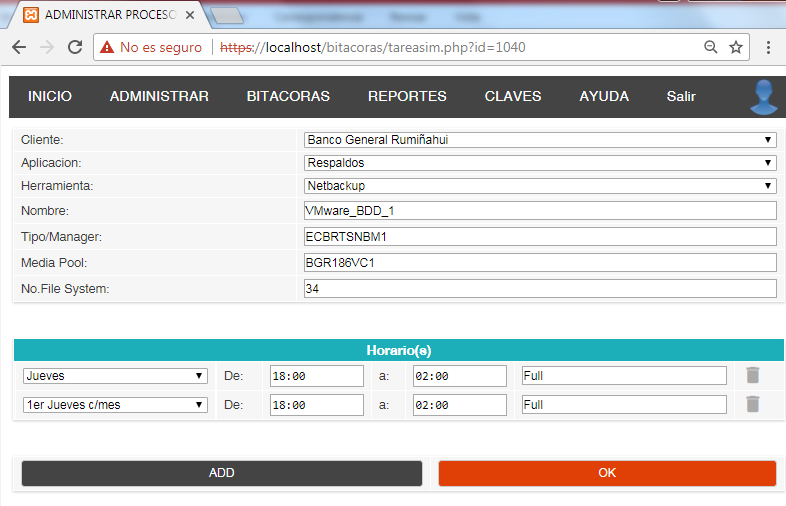 ADMINISTRAR PROCESO
No es seguro https://localhost/bitacoras/tareasim.php?id=1040
INICIO ADMINISTRAR BITACORAS REPORTES CLAVES AYUDA Salir
Cliente: Banco General Rumiñahui
Aplicacion: Respaldos
Herramienta: Netbackup
Nombre: VMware_BDD_1
Tipo/Manager: ECBRTSNBM1
Media Pool: BGR186VC1
No.File System: 34
Horario(s)
Jueves De: 18:00 a: 02:00 Full
1er Jueves c/mes De: 18:00 a: 02:00 Full
ADD OK